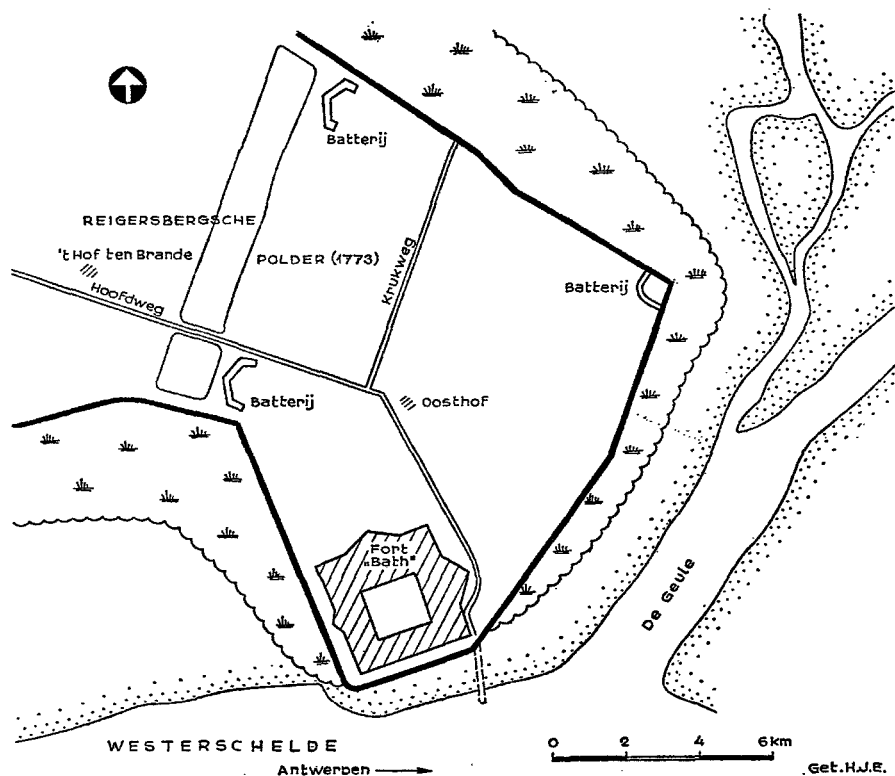 Batterij
REIGERSBERGSCHE
't Hof ten Brande
POLDER (1773)
Krukweg
Hoofdweg
Batterij
Batterij
Oosthof
Fort
„Bath"
De Geule
WESTERSCHELDE
Antwerpen
0 2 4 6km
Get. H.J.E.